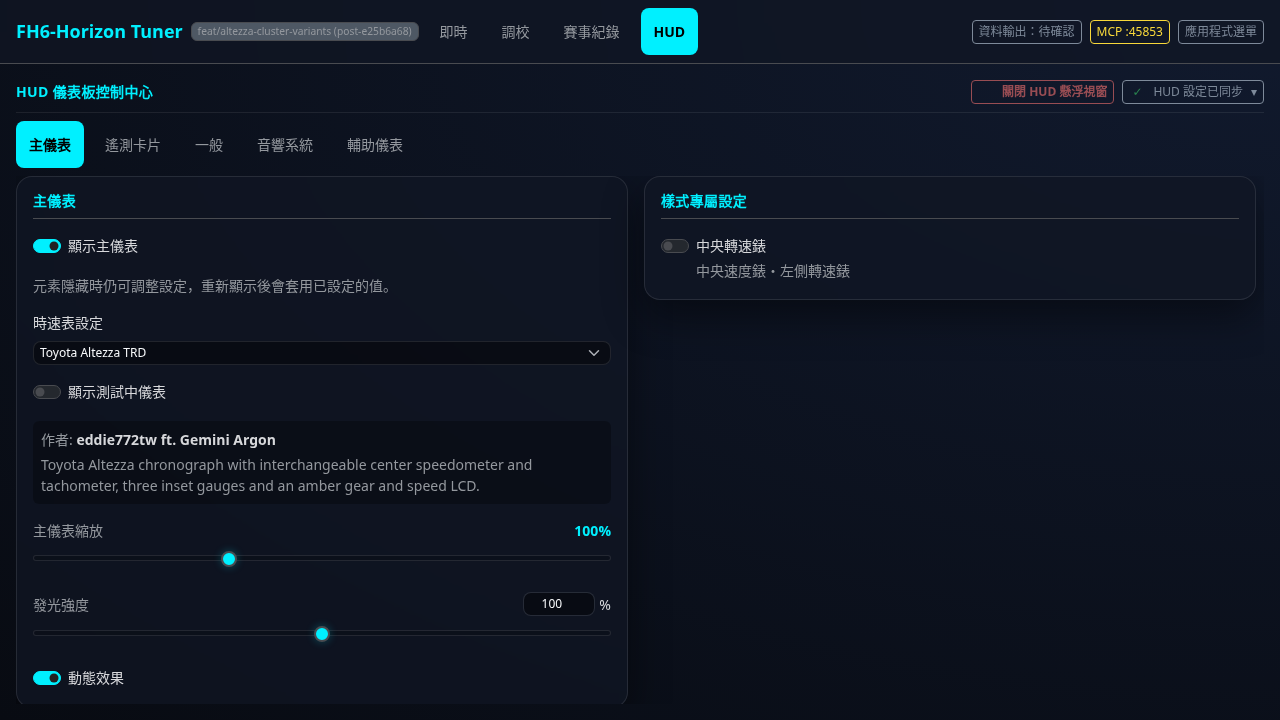 FH6-Horizon Tuner
feat/altezza-cluster-variants (post-e25b6a68)
即時
調校
賽事紀錄
HUD
資料輸出：待確認
MCP :45853
應用程式選單
HUD 儀表板控制中心
關閉 HUD 懸浮視窗
✓ HUD 設定已同步 ▾
主儀表
遙測卡片
一般
音響系統
輔助儀表
主儀表
顯示主儀表
元素隱藏時仍可調整設定，重新顯示後會套用已設定的值。
時速表設定
Toyota Altezza TRD
顯示測試中儀表
作者: eddie772tw ft. Gemini Argon
Toyota Altezza chronograph with interchangeable center speedometer and
tachometer, three inset gauges and an amber gear and speed LCD.
主儀表縮放
100%
發光強度
100 %
動態效果
樣式專屬設定
中央轉速錶
中央速度錶・左側轉速錶